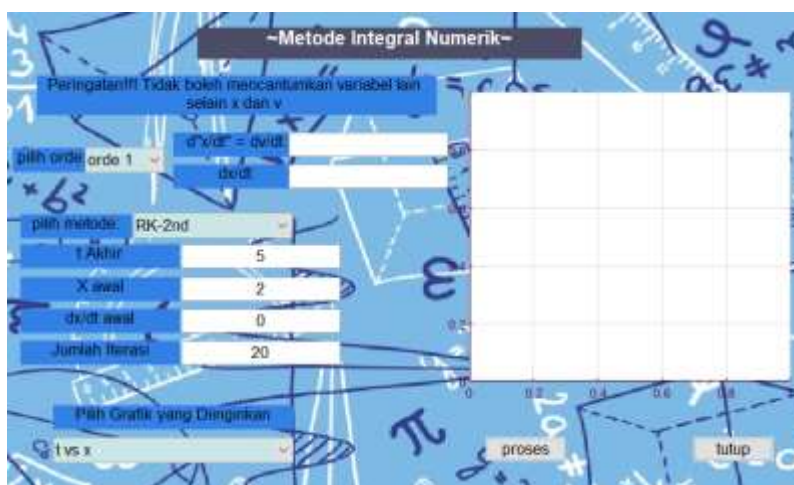 ~Metode Integral Numerik~
Peringatan!!! Tidak boleh mencantumkan variabel lain
selain x dan v
pilih orde
orde 1
d"x/dt" = dv/dt
dx/dt
pilih metode
RK-2nd
t Akhir
5
X awal
2
dx/dt awal
0
Jumlah Iterasi
20
Pilih Grafik yang Diinginkan
t vs x
0.2
0 0.2 0.4 0.6 0.8
proses
tutup